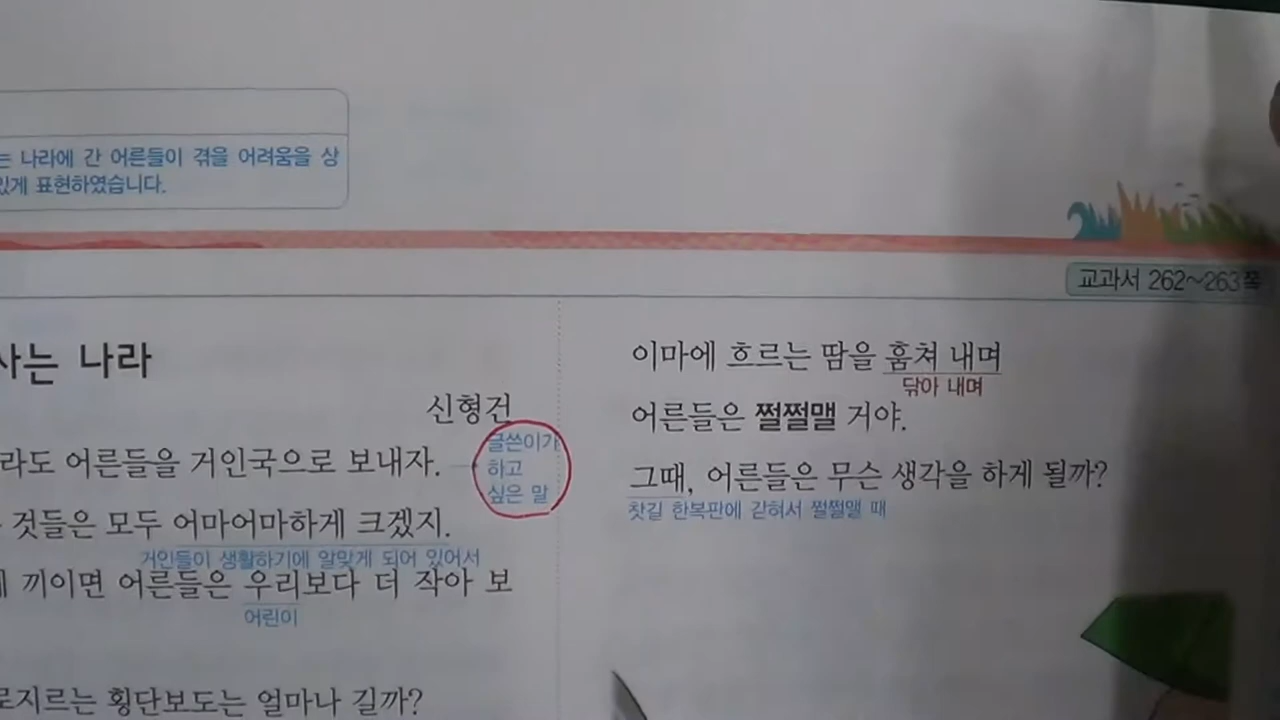 는 나라에 간 어른들이 겪을 어려움을 상
있게 표현하였습니다.
교과서 262~263쪽
사는 나라
신형건
라도 어른들을 거인국으로 보내자.
글쓴이가
하고
싶은 말
것들은 모두 어마어마하게 크겠지.
거인들이 생활하기에 알맞게 되어 있어서
끼이면 어른들은 우리보다 더 작아 보
어린이
로지르는 횡단보도는 얼마나 길까?
이마에 흐르는 땀을 훔쳐 내며
닦아 내며
어른들은 쩔쩔맬 거야.
그때, 어른들은 무슨 생각을 하게 될까?
찻길 한복판에 갇혀서 쩔쩔맬 때